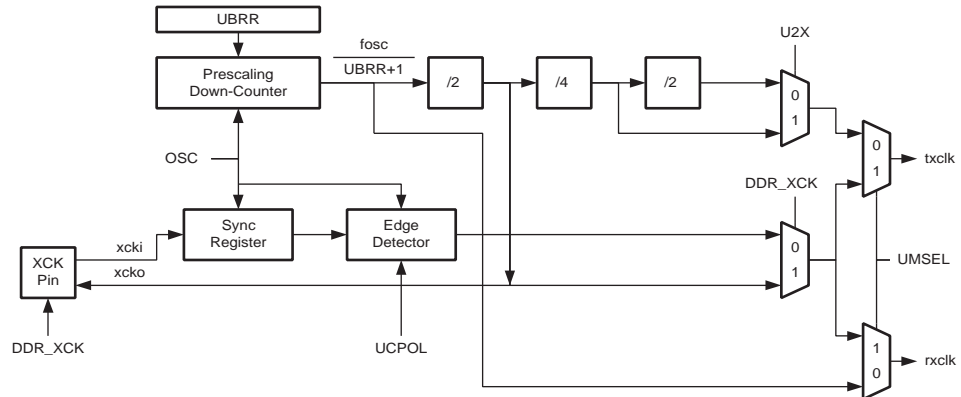 UBRR
fosc
U2X
Prescaling
Down-Counter
UBRR+1
/2
/4
/2
0
1
OSC
0
1
txclk
DDR_XCK
xcki
Sync
Register
Edge
Detector
0
1
XCK
Pin
xcko
UMSEL
DDR_XCK
UCPOL
1
0
rxclk